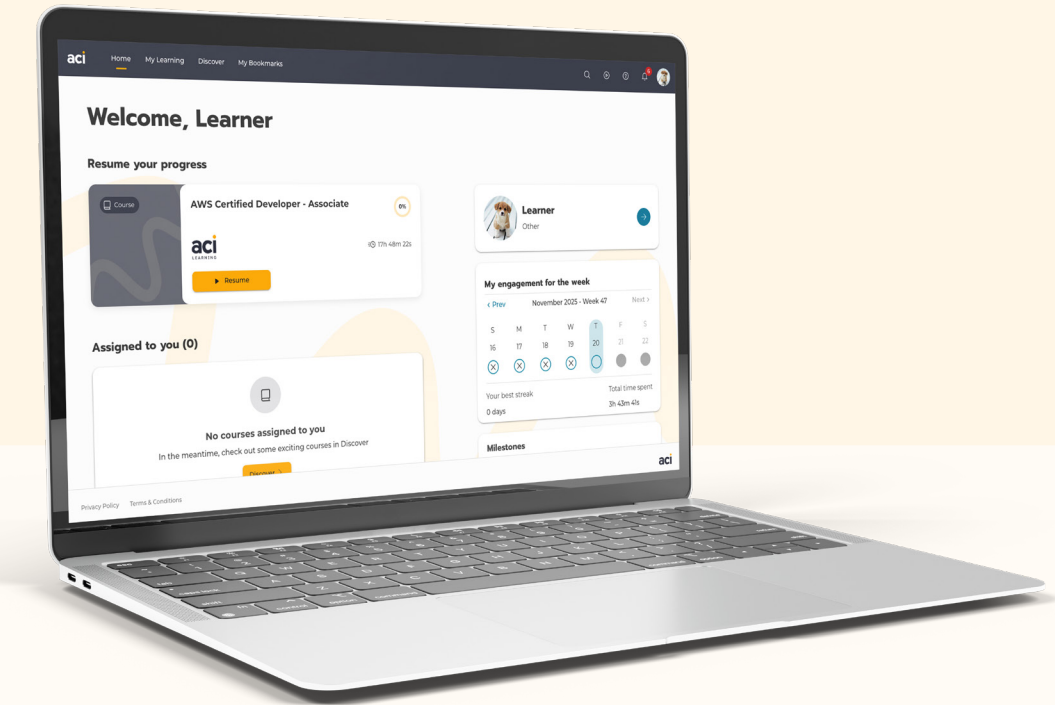 aci
Home My Learning Discover My Bookmarks
Welcome, Learner
Resume your progress
Course
AWS Certified Developer - Associate
0%
aci
LEARNING
17h 48m 22s
Resume
Learner
Other
My engagement for the week
< Prev November 2025 - Week 47 Next >
S M T W T F S
16 17 18 19 20 21 22
Your best streak Total time spent
0 days 3h 43m 41s
Assigned to you (0)
No courses assigned to you
In the meantime, check out some exciting courses in Discover
Discover >
Milestones
aci
Privacy Policy Terms & Conditions